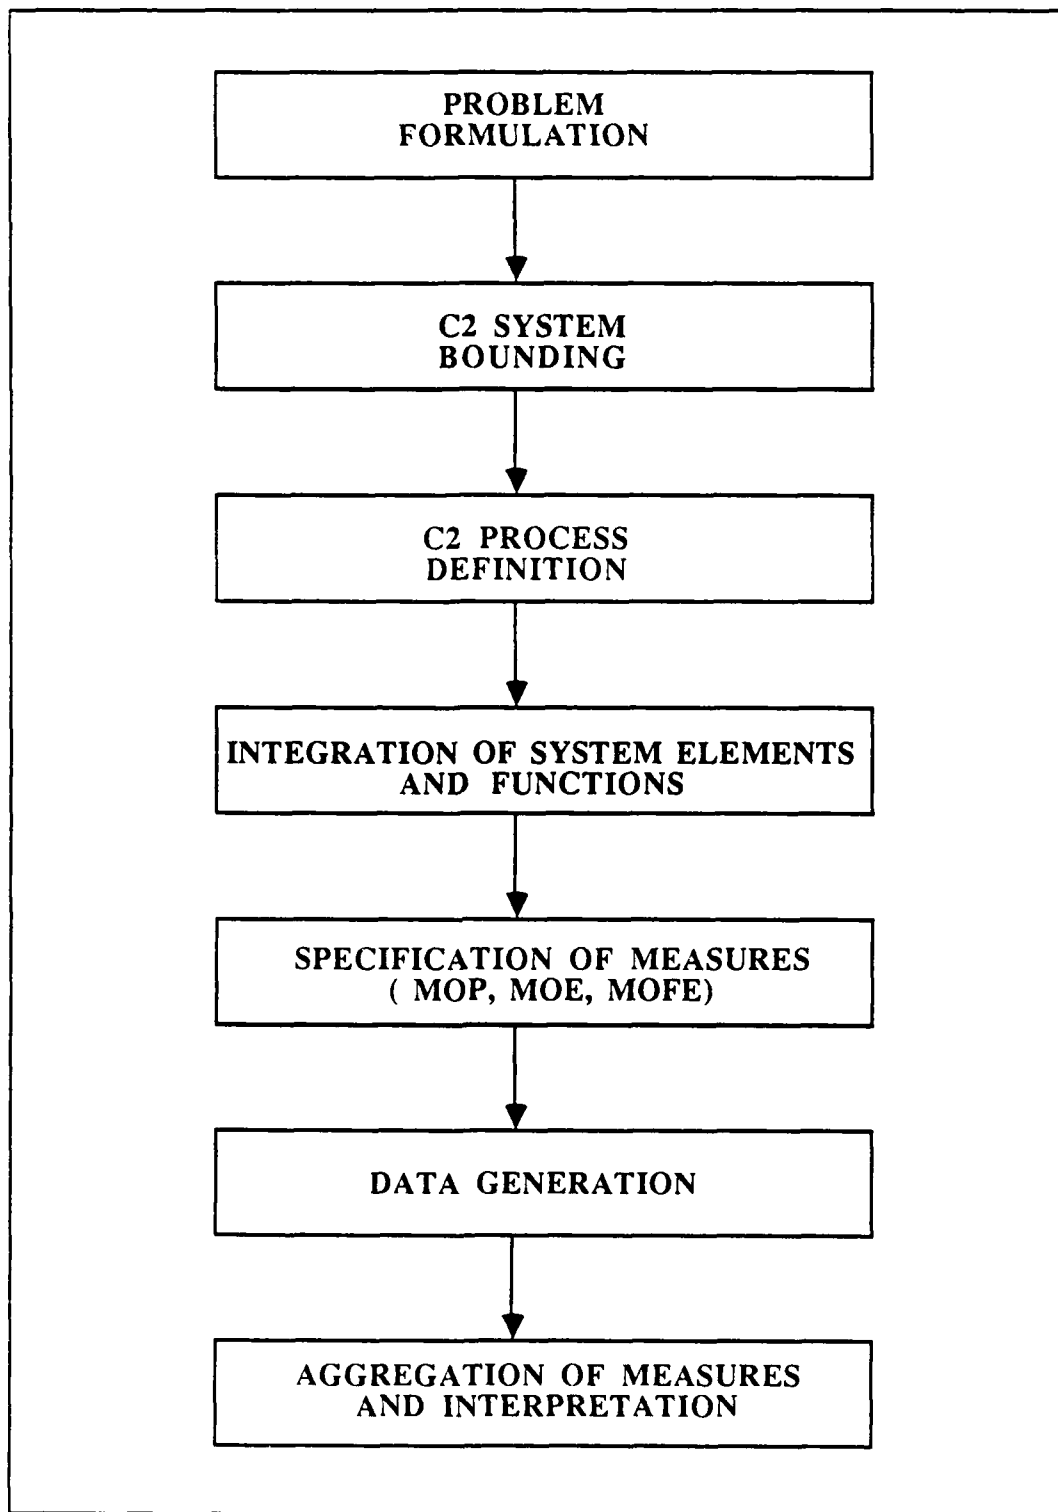 PROBLEM
FORMULATION
C2 SYSTEM
BOUNDING
C2 PROCESS
DEFINITION
INTEGRATION OF SYSTEM ELEMENTS
AND FUNCTIONS
SPECIFICATION OF MEASURES
( MOP, MOE, MOFE)
DATA GENERATION
AGGREGATION OF MEASURES
AND INTERPRETATION